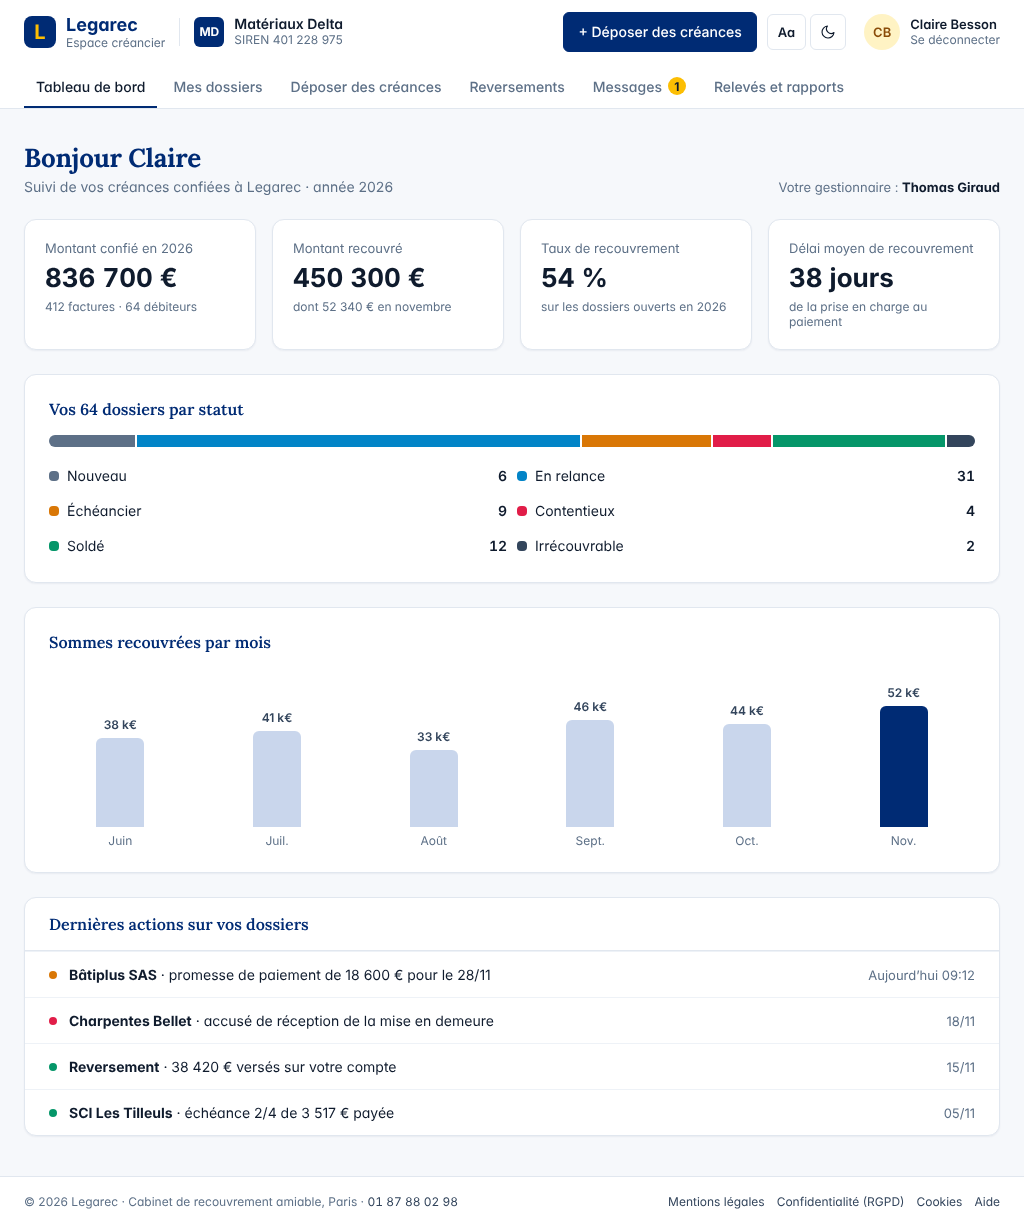 L
Legarec
Espace créancier
MD
Matériaux Delta
SIREN 401 228 975
+ Déposer des créances
Aa
CB
Claire Besson
Se déconnecter
Tableau de bord
Mes dossiers
Déposer des créances
Reversements
Messages 1
Relevés et rapports
Bonjour Claire
Suivi de vos créances confiées à Legarec · année 2026
Votre gestionnaire : Thomas Giraud
Montant confié en 2026
836 700 €
412 factures · 64 débiteurs
Montant recouvré
450 300 €
dont 52 340 € en novembre
Taux de recouvrement
54 %
sur les dossiers ouverts en 2026
Délai moyen de recouvrement
38 jours
de la prise en charge au
paiement
Vos 64 dossiers par statut
Nouveau 6
En relance 31
Échéancier 9
Contentieux 4
Soldé 12
Irrécouvrable 2
Sommes recouvrées par mois
38 k€
41 k€
33 k€
46 k€
44 k€
52 k€
Juin
Juil.
Août
Sept.
Oct.
Nov.
Dernières actions sur vos dossiers
Bâtiplus SAS · promesse de paiement de 18 600 € pour le 28/11
Aujourd’hui 09:12
Charpentes Bellet · accusé de réception de la mise en demeure
18/11
Reversement · 38 420 € versés sur votre compte
15/11
SCI Les Tilleuls · échéance 2/4 de 3 517 € payée
05/11
© 2026 Legarec · Cabinet de recouvrement amiable, Paris · 01 87 88 02 98
Mentions légales
Confidentialité (RGPD)
Cookies
Aide